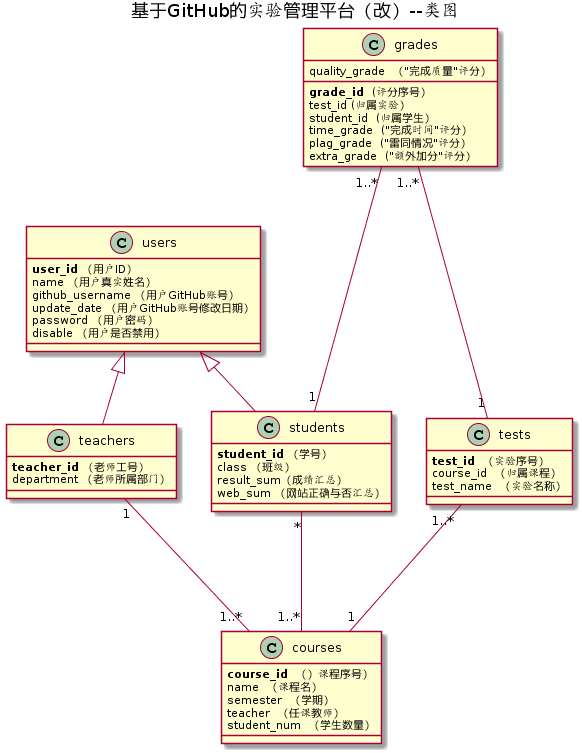 基于GitHub的实验管理平台（改）--类图
C grades
quality_grade （"完成质量"评分）
grade_id（评分序号）
test_id（归属实验）
student_id（归属学生）
time_grade（"完成时间"评分）
plag_grade（"雷同情况"评分）
extra_grade（"额外加分"评分）
1..* 1..*
C users
user_id （用户ID）
name （用户真实姓名）
github_username （用户GitHub账号）
update_date （用户GitHub账号修改日期）
password （用户密码）
disable （用户是否禁用）
1 1
C teachers
teacher_id（老师工号）
department （老师所属部门）
C students
student_id （学号）
class （班级）
result_sum（成绩汇总）
web_sum （网站正确与否汇总）
C tests
test_id （实验序号）
course_id （归属课程）
test_name （实验名称）
1 * 1..*
1..* 1..* 1
C courses
course_id （）课程序号）
name （课程名）
semester （学期）
teacher （任课教师）
student_num （学生数量）